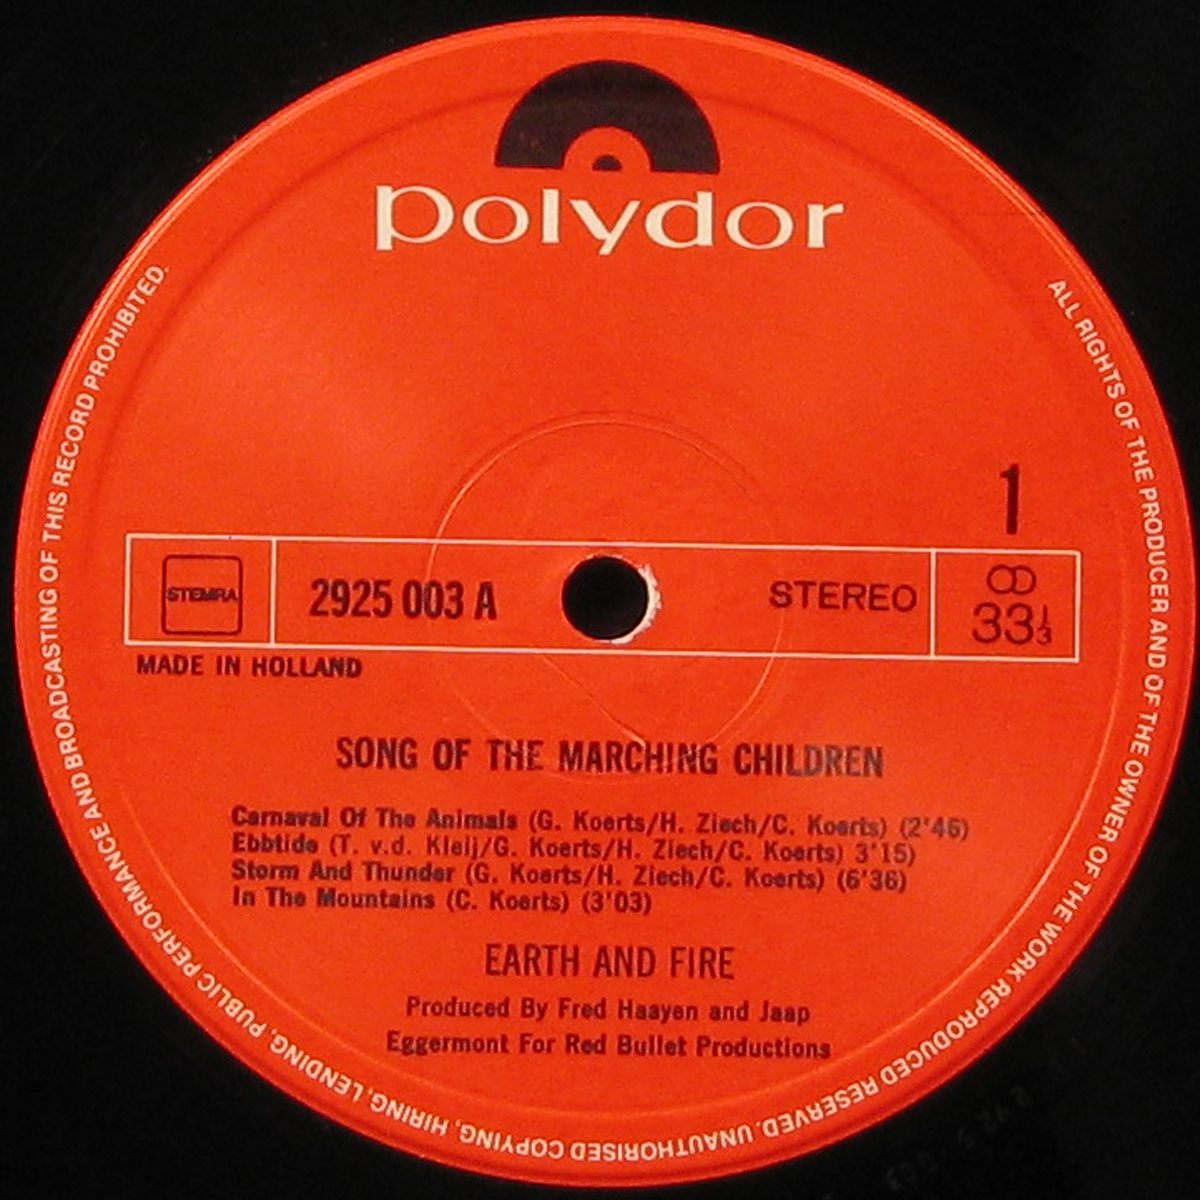 polydor
1
STEMRA
2925 003 A
STEREO
33 1/3
MADE IN HOLLAND
SONG OF THE MARCHING CHILDREN
Carnaval Of The Animals (G. Koerts/H. Ziech/C. Koerts) (2'46)
Ebbtide (T. v.d. Kleij/G. Koerts/H. Ziech/C. Koerts) 3'15)
Storm And Thunder (G. Koerts/H. Ziech/C. Koerts) (6'36)
In The Mountains (C. Koerts) (3'03)
EARTH AND FIRE
Produced By Fred Haayen and Jaap
Eggermont For Red Bullet Productions
ALL RIGHTS OF THE PRODUCER AND OF THE OWNER OF THE WORK REPRODUCED RESERVED. UNAUTHORISED COPYING, HIRING, LENDING, PUBLIC PERFORMANCE AND BROADCASTING OF THIS RECORD PROHIBITED.